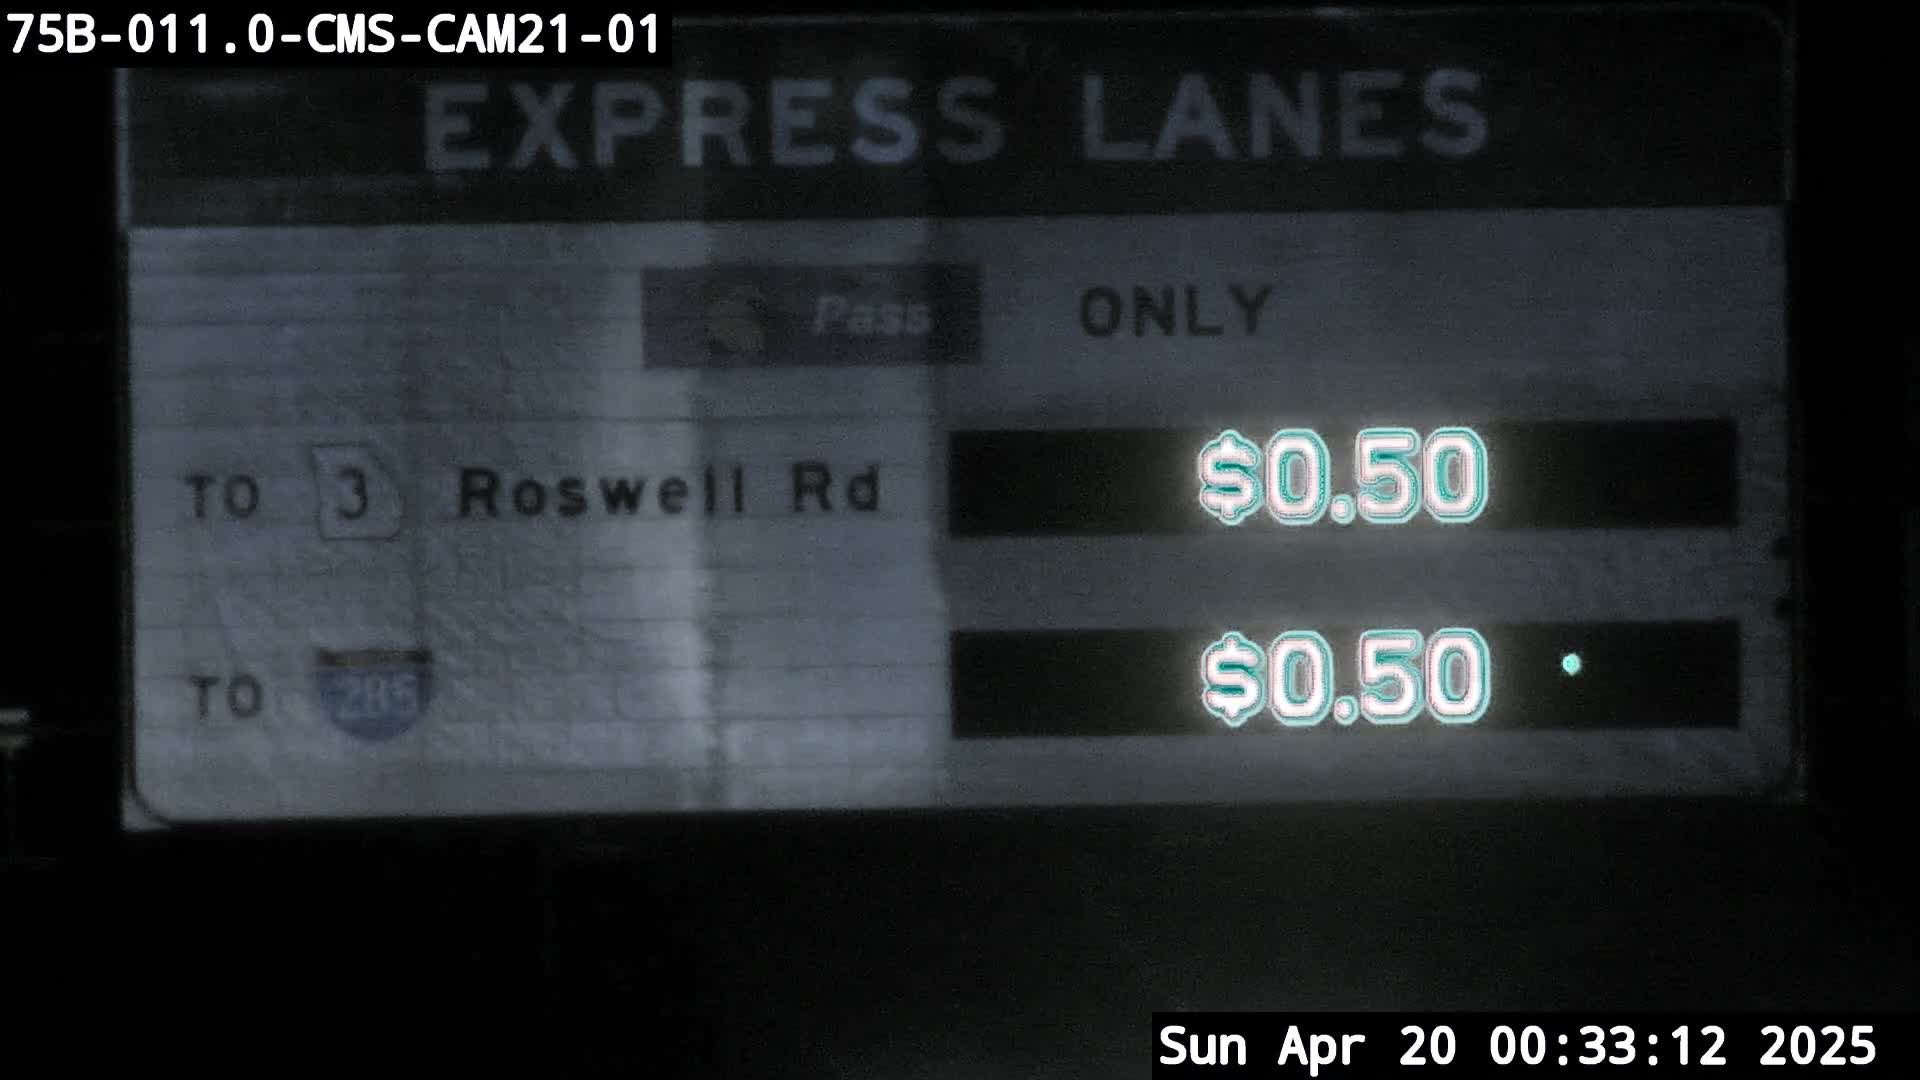 75B-011.0-CMS-CAM21-01
EXPRESS LANES
Pass ONLY
TO 3 Roswell Rd $0.50
TO 285 $0.50
Sun Apr 20 00:33:12 2025